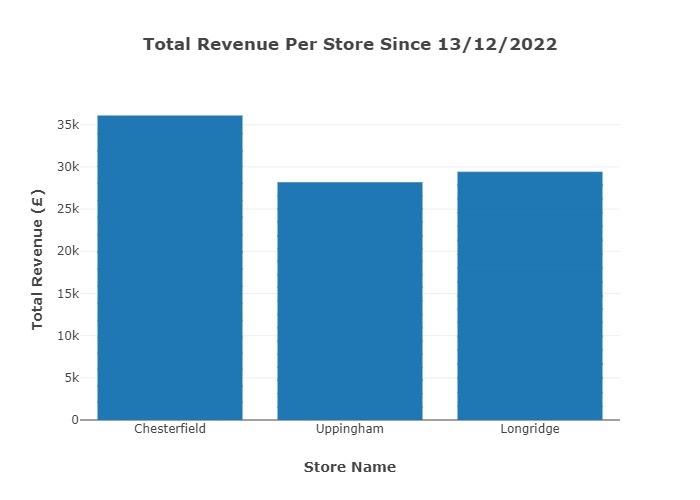 Total Revenue Per Store Since 13/12/2022
35k
30k
25k
20k
15k
10k
5k
0
Total Revenue (£)
Chesterfield
Uppingham
Longridge
Store Name